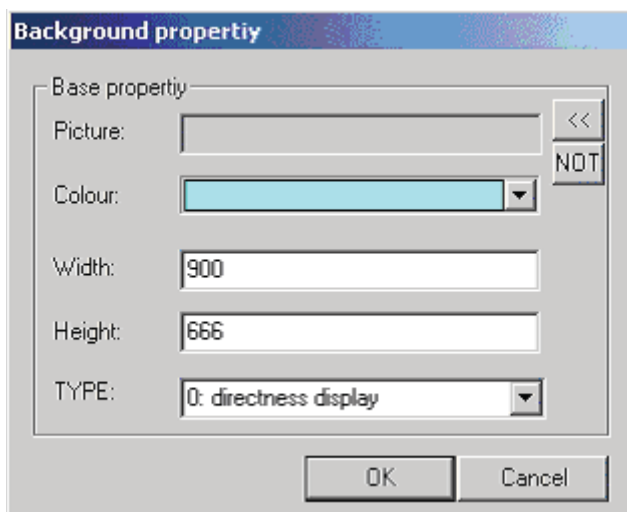 Background propertiy
Base propertiy
Picture:
<<
NOT
Colour:
Width: 900
Height: 666
TYPE: 0: directness display
OK Cancel